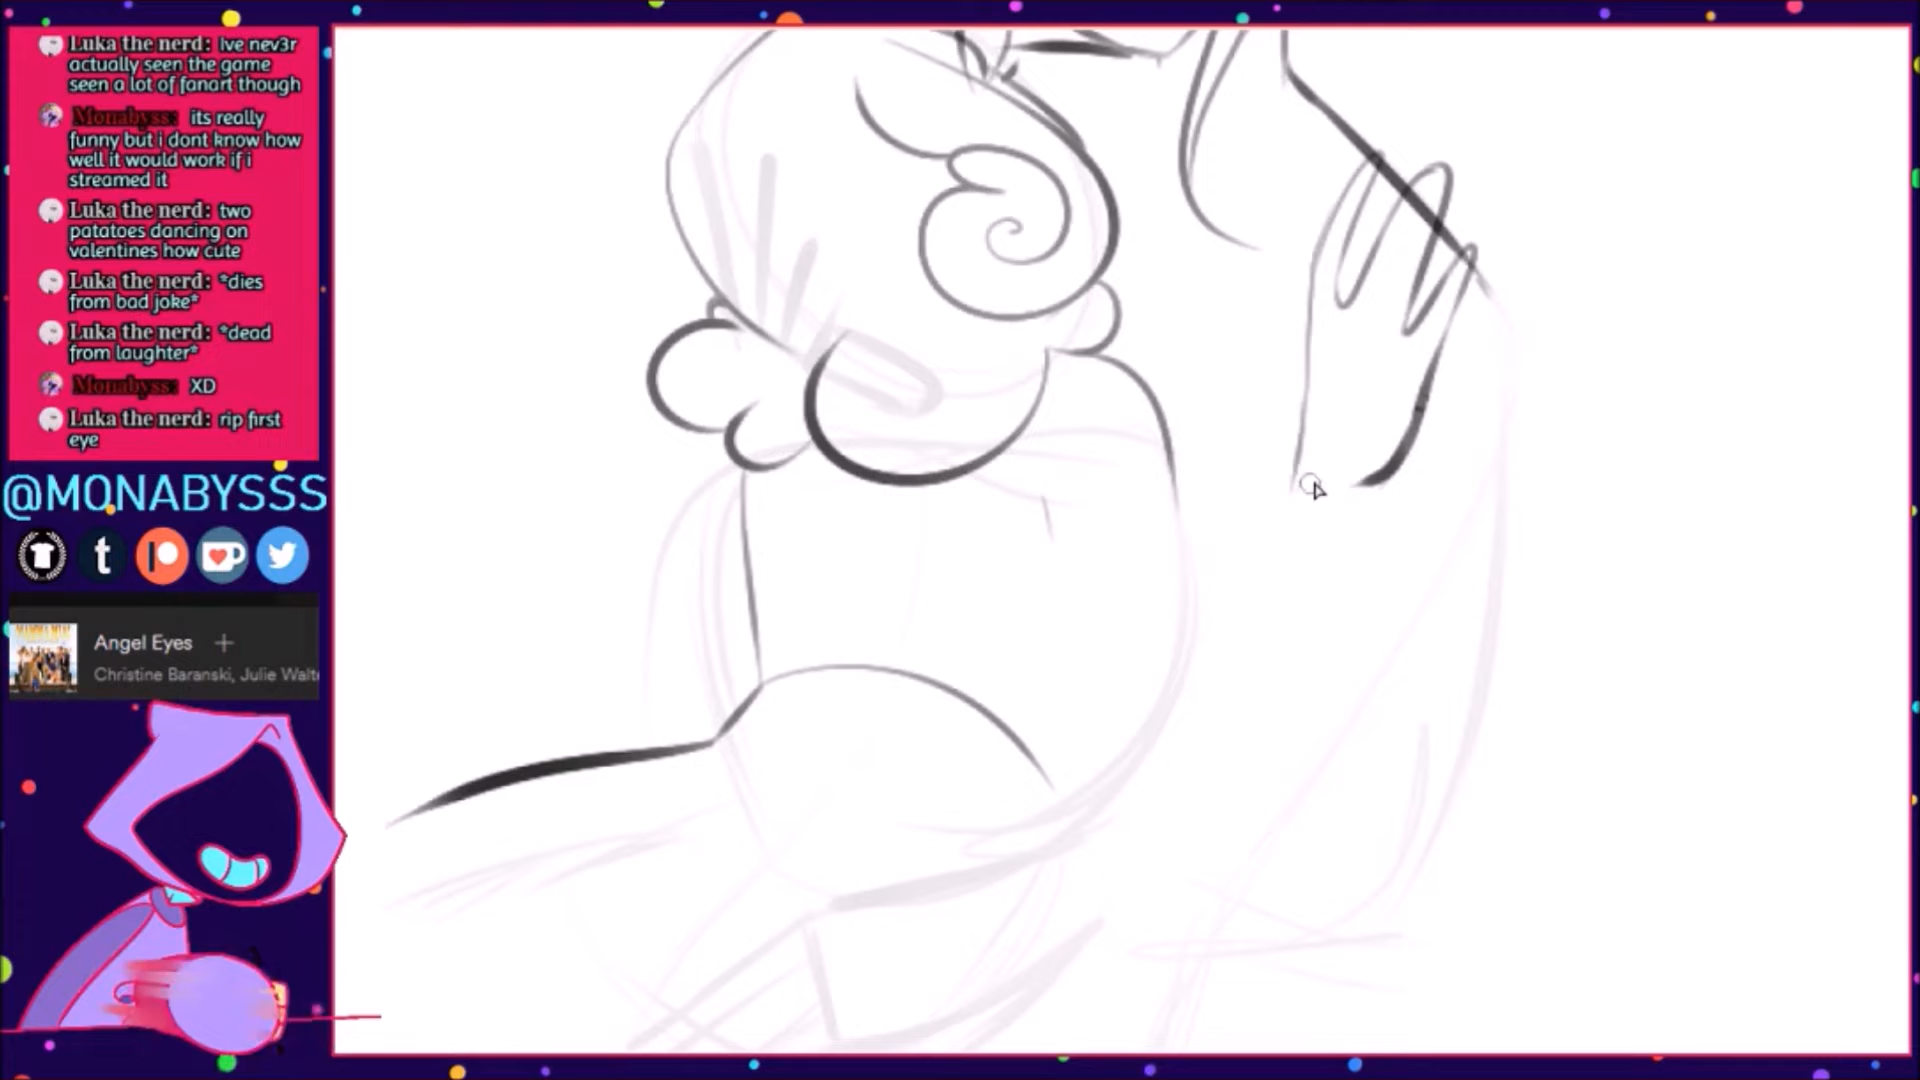 Luka the nerd: Ive nev3r
actually seen the game
seen a lot of fanart though
Monabyss: its really
funny but i dont know how
well it would work if i
streamed it
Luka the nerd: two
patatoes dancing on
valentines how cute
Luka the nerd: *dies
from bad joke*
Luka the nerd: *dead
from laughter*
Monabyss: XD
Luka the nerd: rip first
eye
@MONABYSSS
t
Angel Eyes +
Christine Baranski, Julie Walte